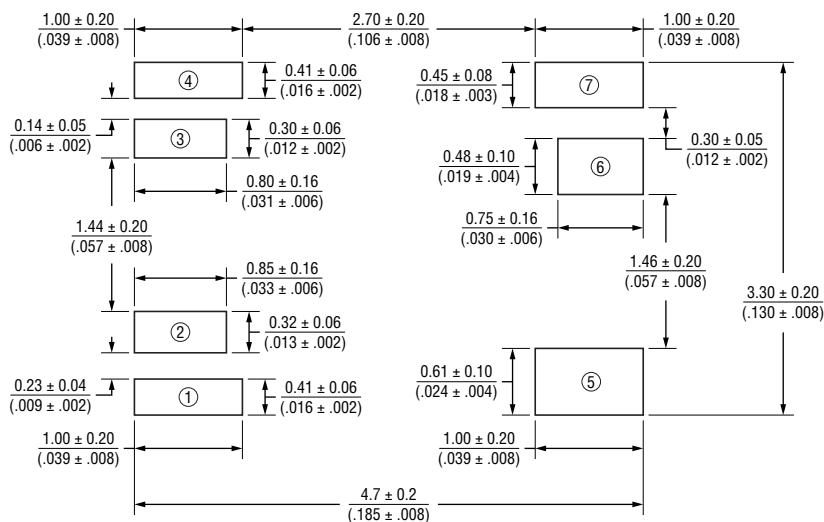 1.00 ± 0.20
(.039 ± .008)
2.70 ± 0.20
(.106 ± .008)
1.00 ± 0.20
(.039 ± .008)
④
0.41 ± 0.06
(.016 ± .002)
0.45 ± 0.08
(.018 ± .003)
⑦
0.14 ± 0.05
(.006 ± .002)
③
0.30 ± 0.06
(.012 ± .002)
0.48 ± 0.10
(.019 ± .004)
⑥
0.30 ± 0.05
(.012 ± .002)
0.80 ± 0.16
(.031 ± .006)
0.75 ± 0.16
(.030 ± .006)
1.44 ± 0.20
(.057 ± .008)
0.85 ± 0.16
(.033 ± .006)
1.46 ± 0.20
(.057 ± .008)
3.30 ± 0.20
(.130 ± .008)
②
0.32 ± 0.06
(.013 ± .002)
0.23 ± 0.04
(.009 ± .002)
①
0.41 ± 0.06
(.016 ± .002)
0.61 ± 0.10
(.024 ± .004)
⑤
1.00 ± 0.20
(.039 ± .008)
1.00 ± 0.20
(.039 ± .008)
4.7 ± 0.2
(.185 ± .008)